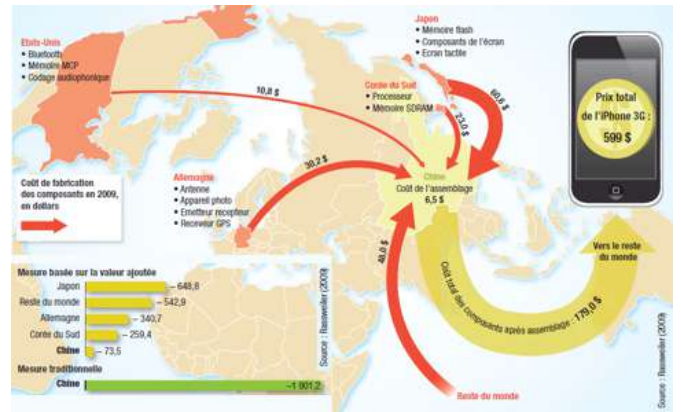 Etats-Unis
• Bluetooth
• Mémoire MCP
• Codage audiophonique
10,8 $
Japon
• Mémoire flash
• Composants de l'écran
• Ecran tactile
60,6 $
Corée du Sud
• Processeur
• Mémoire SDRAM
23,0 $
Prix total
de l'iPhone 3G :
599 $
Coût de fabrication
des composants en 2009,
en dollars
Allemagne
• Antenne
• Appareil photo
• Emetteur recepteur
• Receveur GPS
30,2 $
Chine
Coût de l'assemblage
6,5 $
48,0 $
Vers le reste
du monde
Coût total des composants après assemblage : 179,0 $
Reste du monde
Mesure basée sur la valeur ajoutée
Japon – 648,8
Reste du monde – 542,9
Allemagne – 340,7
Corée du Sud – 259,4
Chine – 73,5
Mesure traditionnelle
Chine –1 901,2
Source : Rassweiler (2009)
Source : Rassweiler (2009)